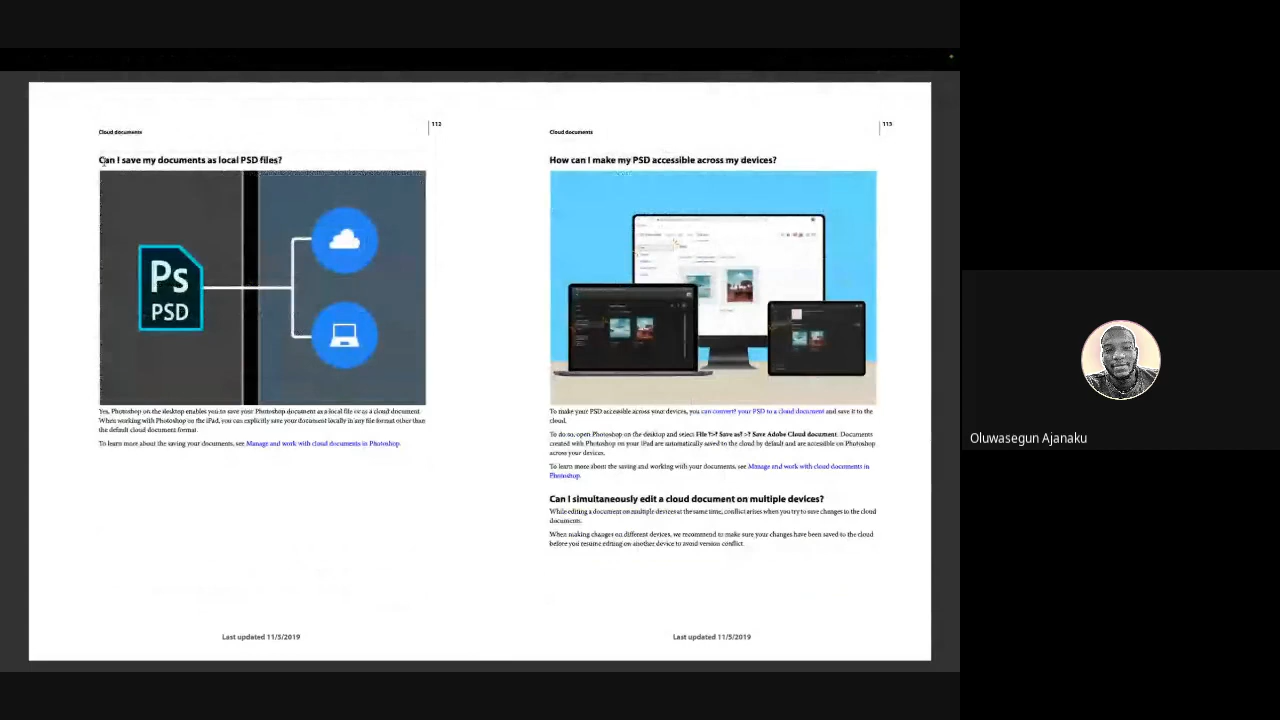 Cloud documents
112
Can I save my documents as local PSD files?
Ps
PSD
Yes, Photoshop on the desktop enables you to save your Photoshop document as a local file or as a cloud document.
When working with Photoshop on the iPad, you can explicitly save your document locally in any file format other than
the default cloud document format.
To learn more about the saving your documents, see Manage and work with cloud documents in Photoshop.
Last updated 11/5/2019
Cloud documents
113
How can I make my PSD accessible across my devices?
To make your PSD accessible across your devices, you can convert? your PSD to a cloud document and save it to the
cloud.
To do so, open Photoshop on the desktop and select File ?>? Save as? >? Save Adobe Cloud document. Documents
created with Photoshop on your iPad are automatically saved to the cloud by default and are accessible on Photoshop
across your devices.
To learn more about the saving and working with your documents, see Manage and work with cloud documents in
Photoshop.
Can I simultaneously edit a cloud document on multiple devices?
While editing a document on multiple devices at the same time, conflict arises when you try to save changes to the cloud
documents.
When making changes on different devices, we recommend to make sure your changes have been saved to the cloud
before you resume editing on another device to avoid version conflict.
Last updated 11/5/2019
Oluwasegun Ajanaku